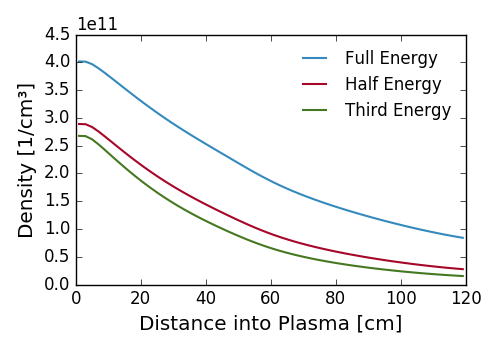 1e11
4.5
4.0
3.5
3.0
2.5
2.0
1.5
1.0
0.5
0.0
Density [1/cm³]
Full Energy
Half Energy
Third Energy
0 20 40 60 80 100 120
Distance into Plasma [cm]